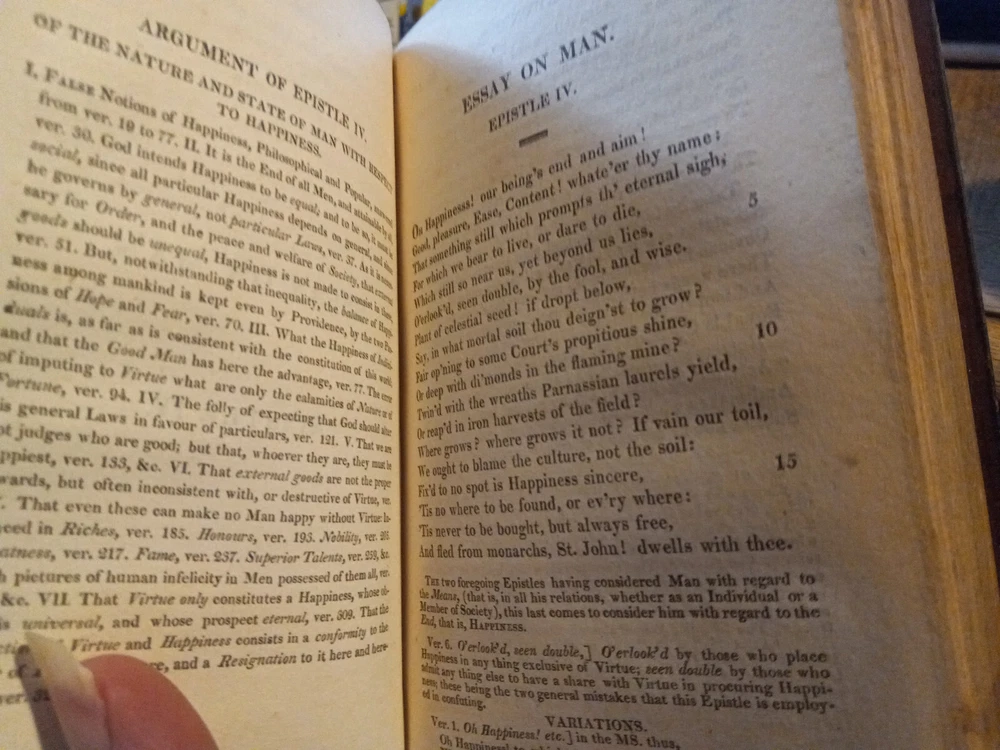 ARGUMENT OF EPISTLE IV.
OF THE NATURE AND STATE OF MAN WITH RESPECT
TO HAPPINESS.
I. FALSE Notions of Happiness, Philosophical and Popular,
from ver. 19 to 77. II. It is the End of all Men, and attainable by all,
ver. 30. God intends Happiness to be equal; and to be so, it must be
social, since all particular Happiness depends on general, and since
he governs by general, not particular Laws, ver. 37. As it is neces-
sary for Order, and the peace and welfare of Society, that external
goods should be unequal, Happiness is not made to consist in these,
ver. 51. But, notwithstanding that inequality, the balance of Happi-
ness among mankind is kept even by Providence, by the two Pas-
sions of Hope and Fear, ver. 70. III. What the Happiness of Indivi-
duals is, as far as is consistent with the constitution of this world;
and that the Good Man has here the advantage, ver. 77. The error
of imputing to Virtue what are only the calamities of Nature or of
Fortune, ver. 94. IV. The folly of expecting that God should alter
is general Laws in favour of particulars, ver. 121. V. That we are
ot judges who are good; but that, whoever they are, they must be
ppiest, ver. 133, &c. VI. That external goods are not the proper
wards, but often inconsistent with, or destructive of Virtue, ver.
. That even these can make no Man happy without Virtue: In-
ced in Riches, ver. 185. Honours, ver. 193. Nobility, ver. 205
atness, ver. 217. Fame, ver. 237. Superior Talents, ver. 259, &c.
h pictures of human infelicity in Men possessed of them all, ver.
&c. VII. That Virtue only constitutes a Happiness, whose ob-
is universal, and whose prospect eternal, ver. 309. That the
Virtue and Happiness consists in a conformity to the
of re, and a Resignation to it here and here-
ver.
ESSAY ON MAN.
EPISTLE IV.
OH Happiness! our being's end and aim!
Good, pleasure, Ease, Content! whate'er thy name:
That something still which prompts th' eternal sigh;
For which we bear to live, or dare to die,
Which still so near us, yet beyond us lies, 5
O'erlook'd, seen double, by the fool, and wise.
Plant of celestial seed! if dropt below,
Say, in what mortal soil thou deign'st to grow?
Fair op'ning to some Court's propitious shine,
Or deep with di'monds in the flaming mine? 10
Twin'd with the wreaths Parnassian laurels yield,
Or reap'd in iron harvests of the field?
Where grows? where grows it not? If vain our toil,
We ought to blame the culture, not the soil:
Fix'd to no spot is Happiness sincere, 15
'Tis no where to be found, or ev'ry where:
'Tis never to be bought, but always free,
And fled from monarchs, St. John! dwells with thee.
THE two foregoing Epistles having considered Man with regard to
the Means, (that is, in all his relations, whether as an Individual or a
Member of Society), this last comes to consider him with regard to the
End, that is, HAPPINESS.
Ver. 6. O'erlook'd, seen double,] O'erlook'd by those who place
Happiness in any thing exclusive of Virtue; seen double by those who
admit any thing else to have a share with Virtue in procuring Happi-
ness; these being the two general mistakes that this Epistle is employ-
ed in confuting.
VARIATIONS.
Ver. 1. Oh Happiness! etc.] in the MS. thus,
Oh Happiness! to which